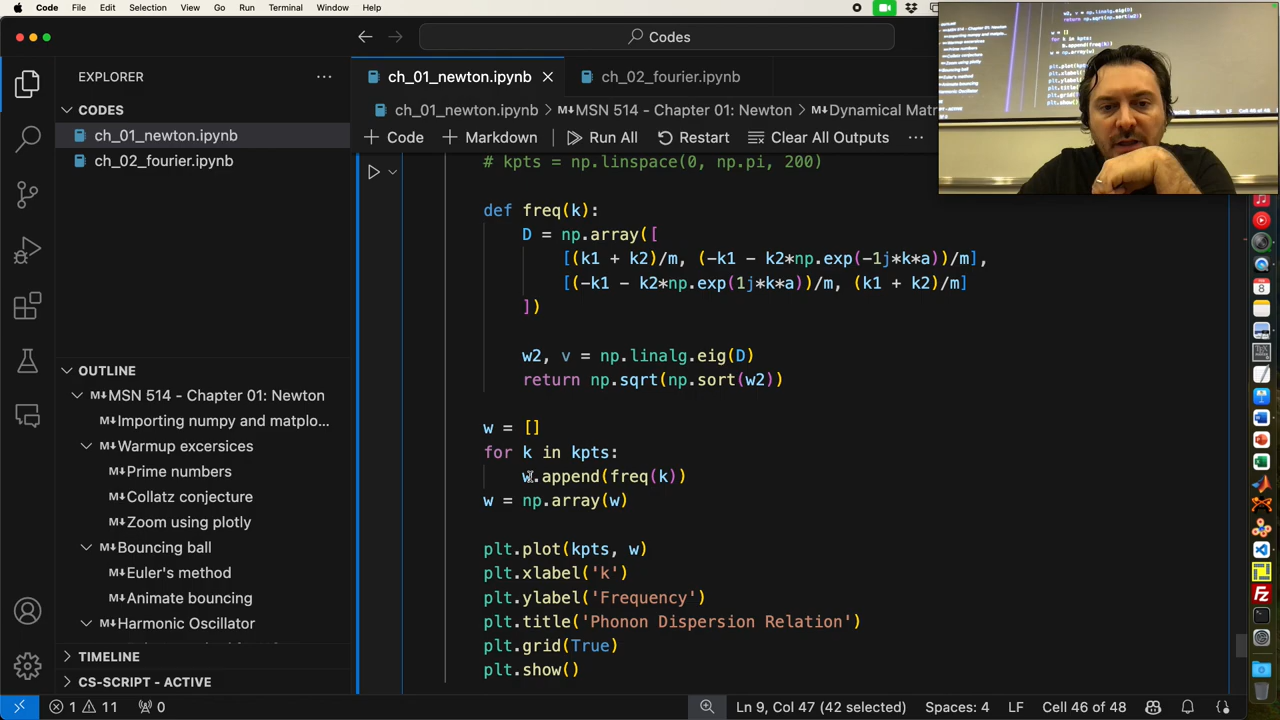 Code File Edit Selection View Go Run Terminal Window Help
Codes
EXPLORER
CODES
ch_01_newton.ipynb
ch_02_fourier.ipynb
ch_01_newton.ipynb
ch_02_fourier.ipynb
ch_01_newton.ipynb > MSN 514 - Chapter 01: Newton > Dynamical Matr
Code Markdown Run All Restart Clear All Outputs
# kpts = np.linspace(0, np.pi, 200)
def freq(k):
D = np.array([
[(k1 + k2)/m, (-k1 - k2*np.exp(-1j*k*a))/m],
[(-k1 - k2*np.exp(1j*k*a))/m, (k1 + k2)/m]
])
w2, v = np.linalg.eig(D)
return np.sqrt(np.sort(w2))
w = []
for k in kpts:
w.append(freq(k))
w = np.array(w)
plt.plot(kpts, w)
plt.xlabel('k')
plt.ylabel('Frequency')
plt.title('Phonon Dispersion Relation')
plt.grid(True)
plt.show()
OUTLINE
MSN 514 - Chapter 01: Newton
Importing numpy and matplo...
Warmup excersices
Prime numbers
Collatz conjecture
Zoom using plotly
Bouncing ball
Euler's method
Animate bouncing
Harmonic Oscillator
TIMELINE
CS-SCRIPT - ACTIVE
1 11 0
Ln 9, Col 47 (42 selected) Spaces: 4 LF Cell 46 of 48